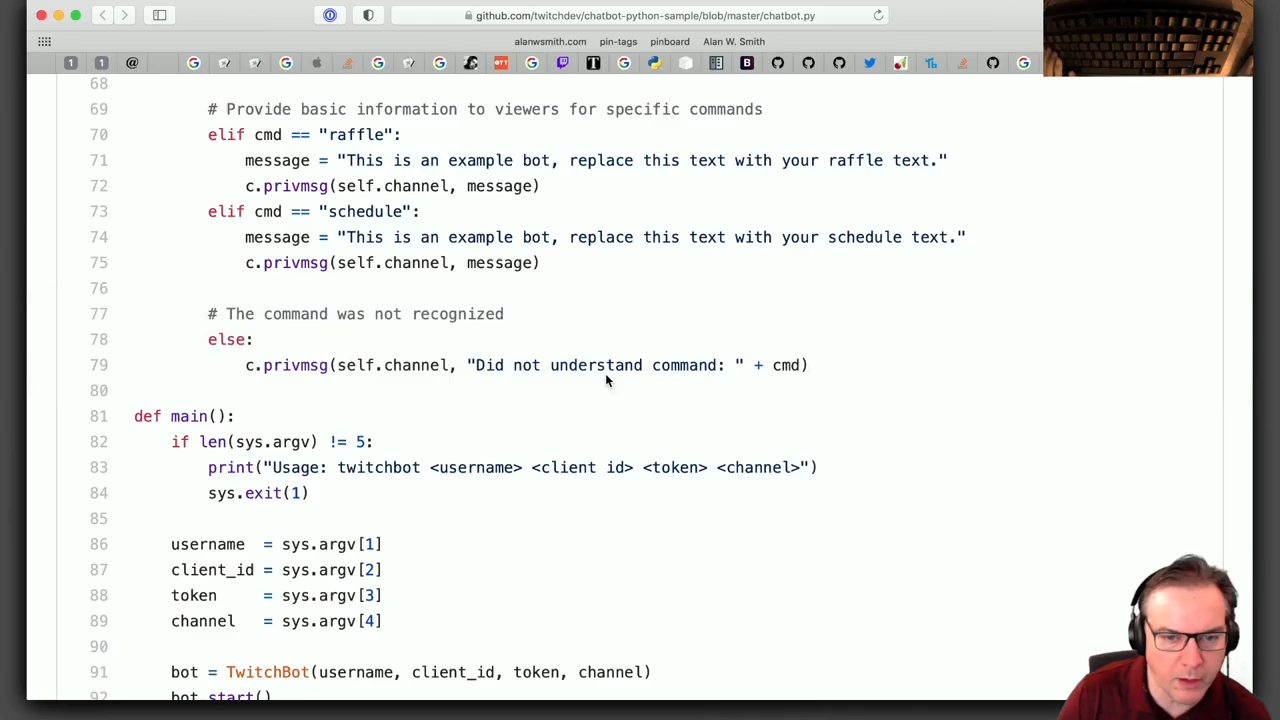 github.com/twitchdev/chatbot-python-sample/blob/master/chatbot.py
alanwsmith.com pin-tags pinboard Alan W. Smith
68
69 # Provide basic information to viewers for specific commands
70 elif cmd == "raffle":
71 message = "This is an example bot, replace this text with your raffle text."
72 c.privmsg(self.channel, message)
73 elif cmd == "schedule":
74 message = "This is an example bot, replace this text with your schedule text."
75 c.privmsg(self.channel, message)
76
77 # The command was not recognized
78 else:
79 c.privmsg(self.channel, "Did not understand command: " + cmd)
80
81 def main():
82 if len(sys.argv) != 5:
83 print("Usage: twitchbot <username> <client id> <token> <channel>")
84 sys.exit(1)
85
86 username = sys.argv[1]
87 client_id = sys.argv[2]
88 token = sys.argv[3]
89 channel = sys.argv[4]
90
91 bot = TwitchBot(username, client_id, token, channel)
92 bot.start()